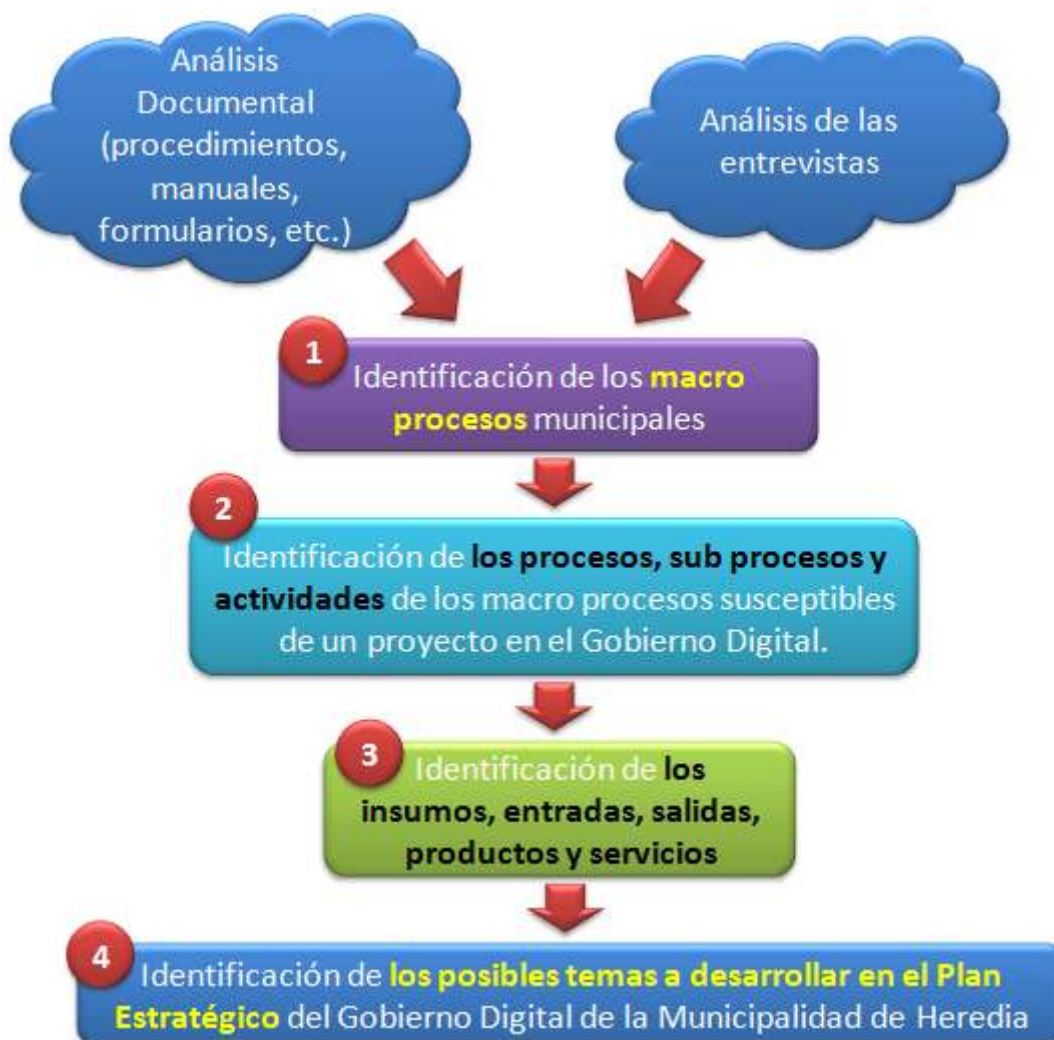 Análisis
Documental
(procedimientos,
manuales,
formularios, etc.)
Análisis de las
entrevistas
1
Identificación de los macro
procesos municipales
2
Identificación de los procesos, sub procesos y
actividades de los macro procesos susceptibles
de un proyecto en el Gobierno Digital.
3
Identificación de los
insumos, entradas, salidas,
productos y servicios
4
Identificación de los posibles temas a desarrollar en el Plan
Estratégico del Gobierno Digital de la Municipalidad de Heredia